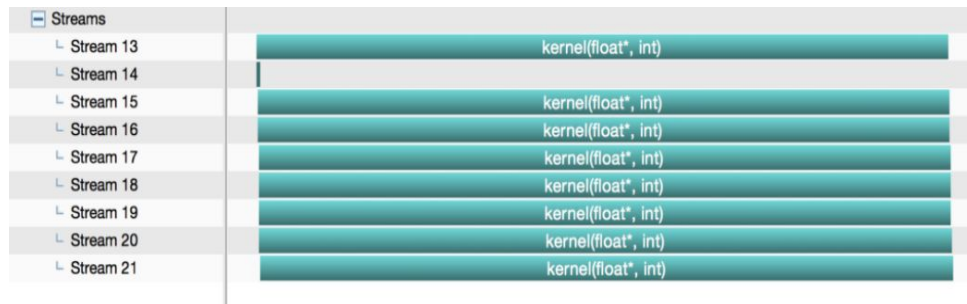 Streams
Stream 13 kernel(float*, int)
Stream 14
Stream 15 kernel(float*, int)
Stream 16 kernel(float*, int)
Stream 17 kernel(float*, int)
Stream 18 kernel(float*, int)
Stream 19 kernel(float*, int)
Stream 20 kernel(float*, int)
Stream 21 kernel(float*, int)